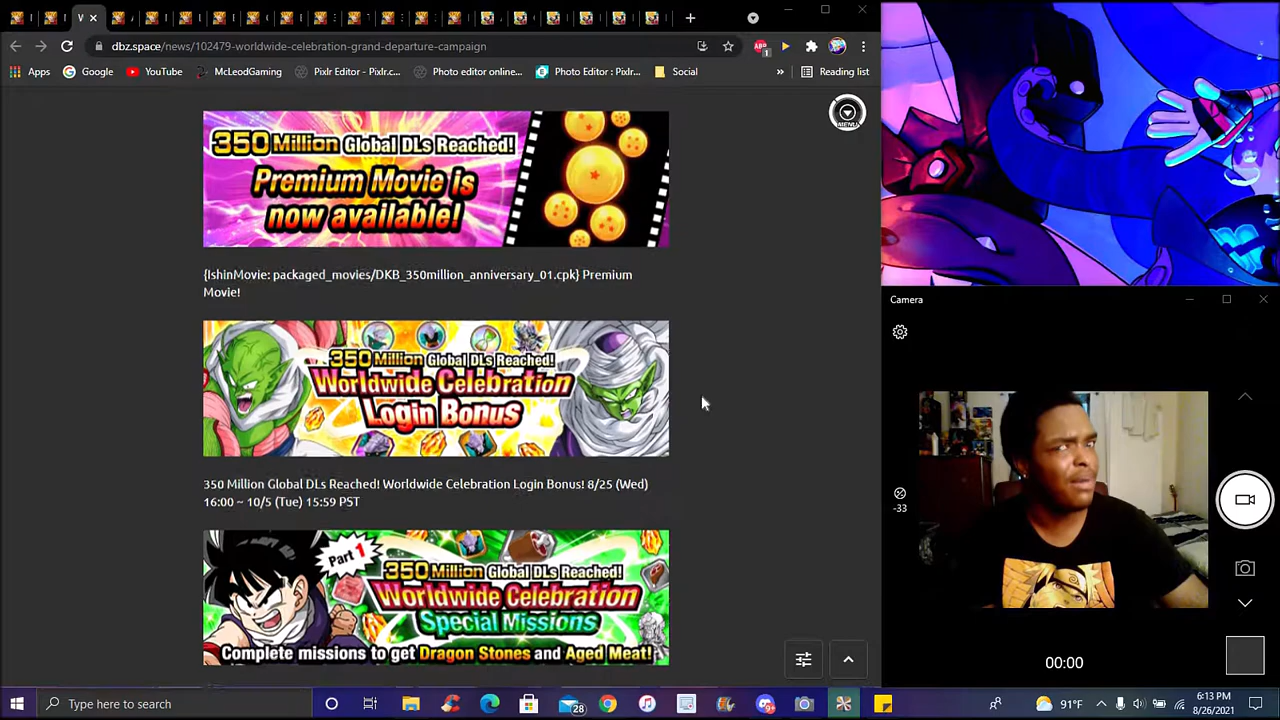 dbz.space/news/102479-worldwide-celebration-grand-departure-campaign
Apps
Google
YouTube
McLeodGaming
Pixlr Editor - Pixlr.c...
Photo editor online...
Photo Editor : Pixlr...
Social
»
Reading list
MENU
350 Million Global DLs Reached!
Premium Movie is
now available!
{IshinMovie: packaged_movies/DKB_350million_anniversary_01.cpk} Premium
Movie!
350 Million Global DLs Reached!
Worldwide Celebration
Login Bonus
350 Million Global DLs Reached! Worldwide Celebration Login Bonus! 8/25 (Wed)
16:00 ~ 10/5 (Tue) 15:59 PST
Part 1
350 Million Global DLs Reached!
Worldwide Celebration
Special Missions
Complete missions to get Dragon Stones and Aged Meat!
Camera
-33
00:00
Type here to search
28
91°F
6:13 PM
8/26/2021